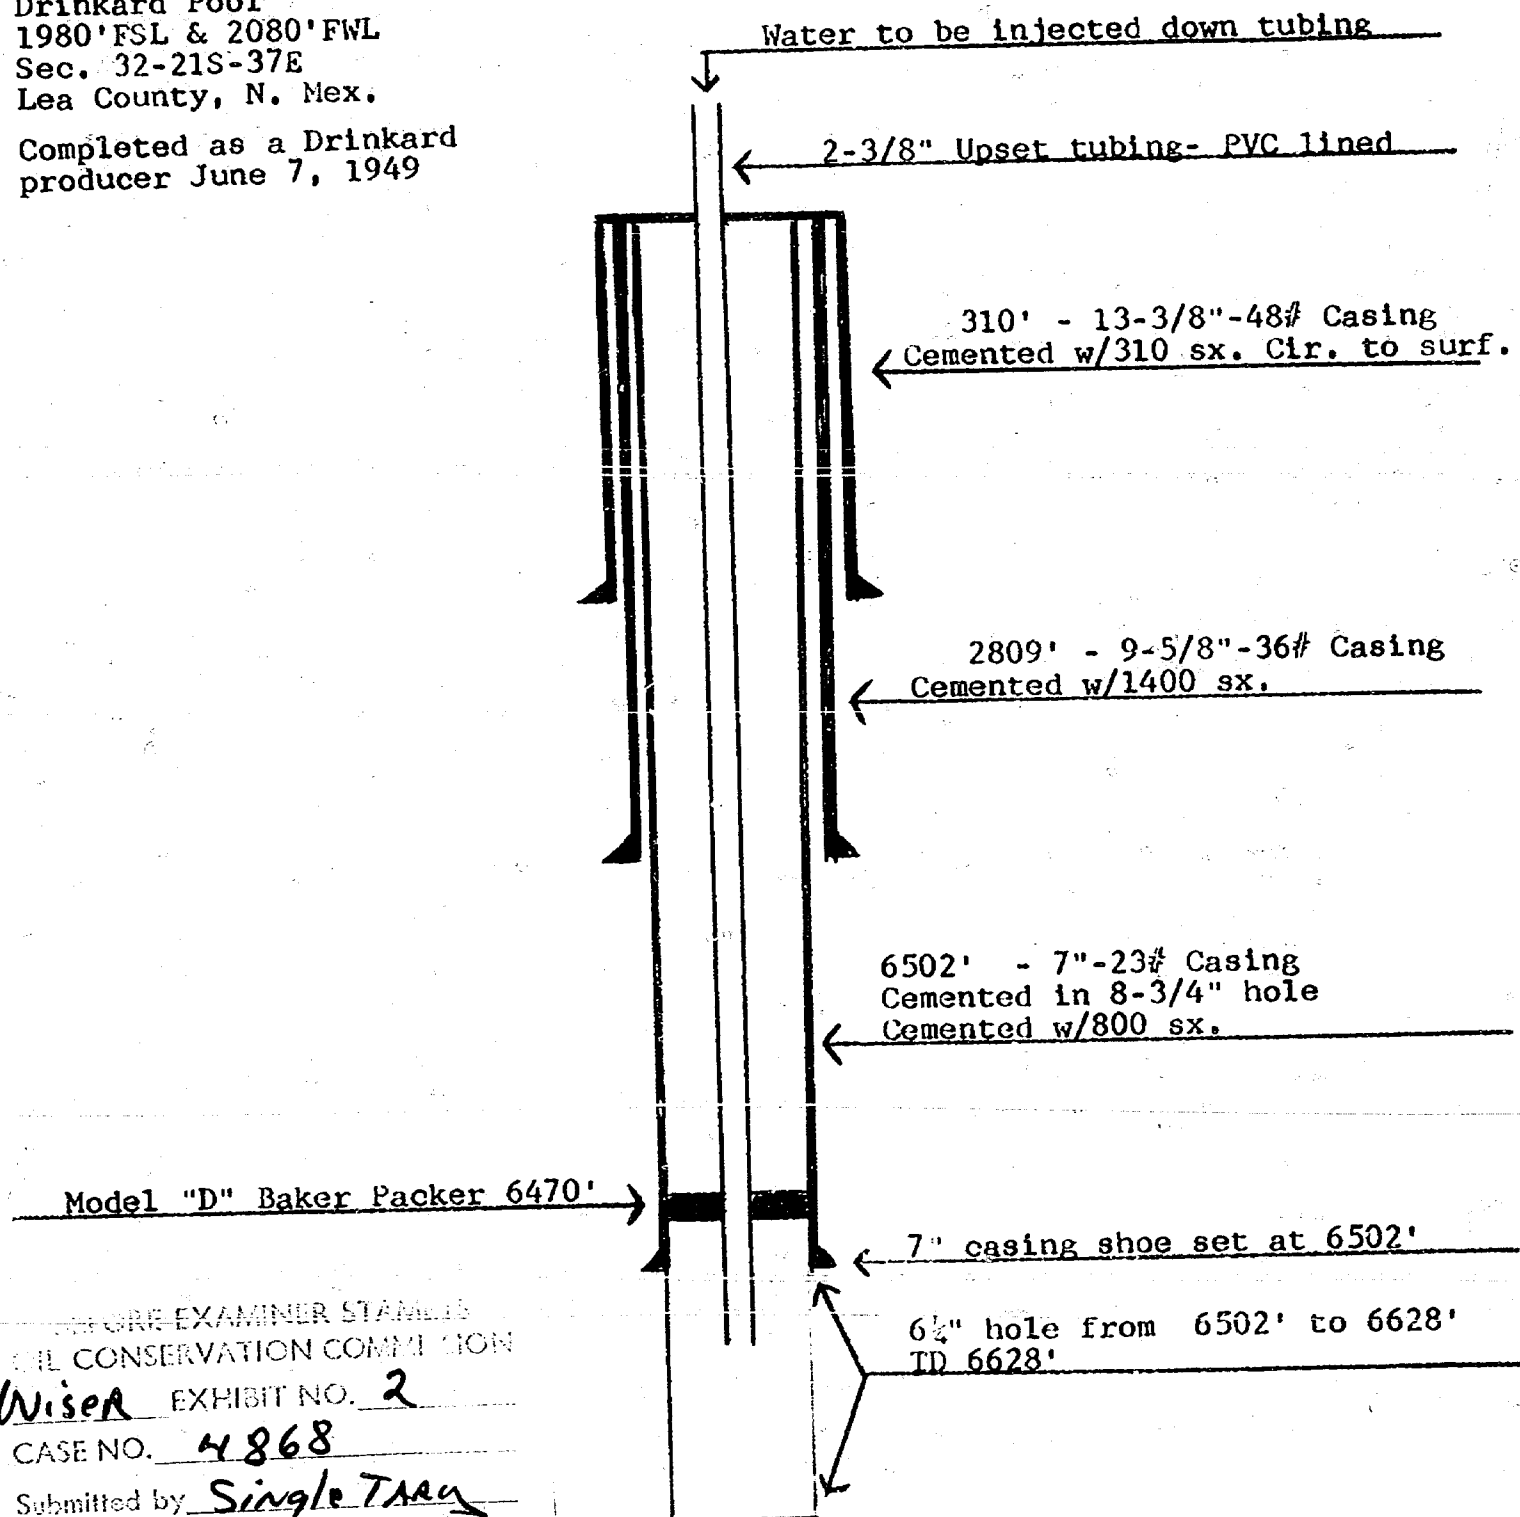 Drinkard Pool
1980'FSL & 2080'FWL
Sec. 32-21S-37E
Lea County, N. Mex.
Completed as a Drinkard
producer June 7, 1949
Water to be injected down tubing
2-3/8" Upset tubing- PVC lined
310' - 13-3/8"-48# Casing
Cemented w/310 sx. Cir. to surf.
2809' - 9-5/8"-36# Casing
Cemented w/1400 sx.
6502' - 7"-23# Casing
Cemented in 8-3/4" hole
Cemented w/800 sx.
Model "D" Baker Packer 6470'
7" casing shoe set at 6502'
6¼" hole from 6502' to 6628'
TD 6628'
EXAMINER STAMETS
OIL CONSERVATION COMMISSION
Wiser EXHIBIT NO. 2
CASE NO. 4868
Submitted by SingleTary